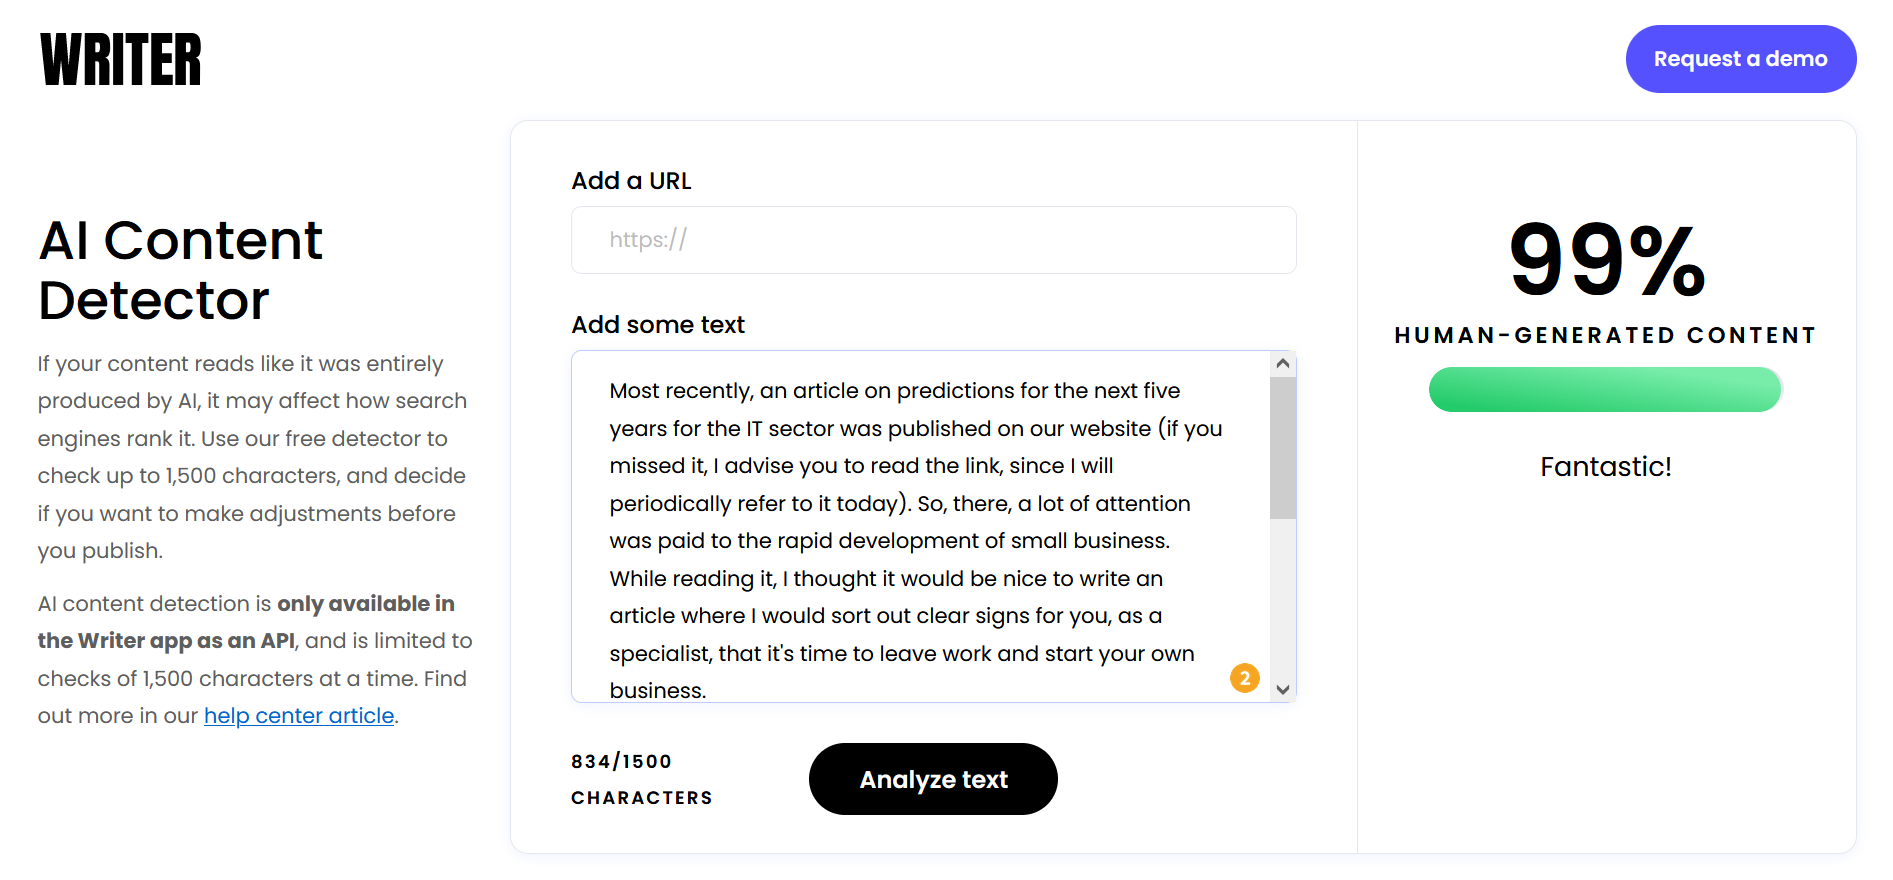 WRITER
Request a demo
AI Content
Detector
If your content reads like it was entirely
produced by AI, it may affect how search
engines rank it. Use our free detector to
check up to 1,500 characters, and decide
if you want to make adjustments before
you publish.
AI content detection is only available in
the Writer app as an API, and is limited to
checks of 1,500 characters at a time. Find
out more in our help center article.
Add a URL
https://
Add some text
Most recently, an article on predictions for the next five
years for the IT sector was published on our website (if you
missed it, I advise you to read the link, since I will
periodically refer to it today). So, there, a lot of attention
was paid to the rapid development of small business.
While reading it, I thought it would be nice to write an
article where I would sort out clear signs for you, as a
specialist, that it's time to leave work and start your own
business.
2
834/1500
CHARACTERS
Analyze text
99%
HUMAN-GENERATED CONTENT
Fantastic!